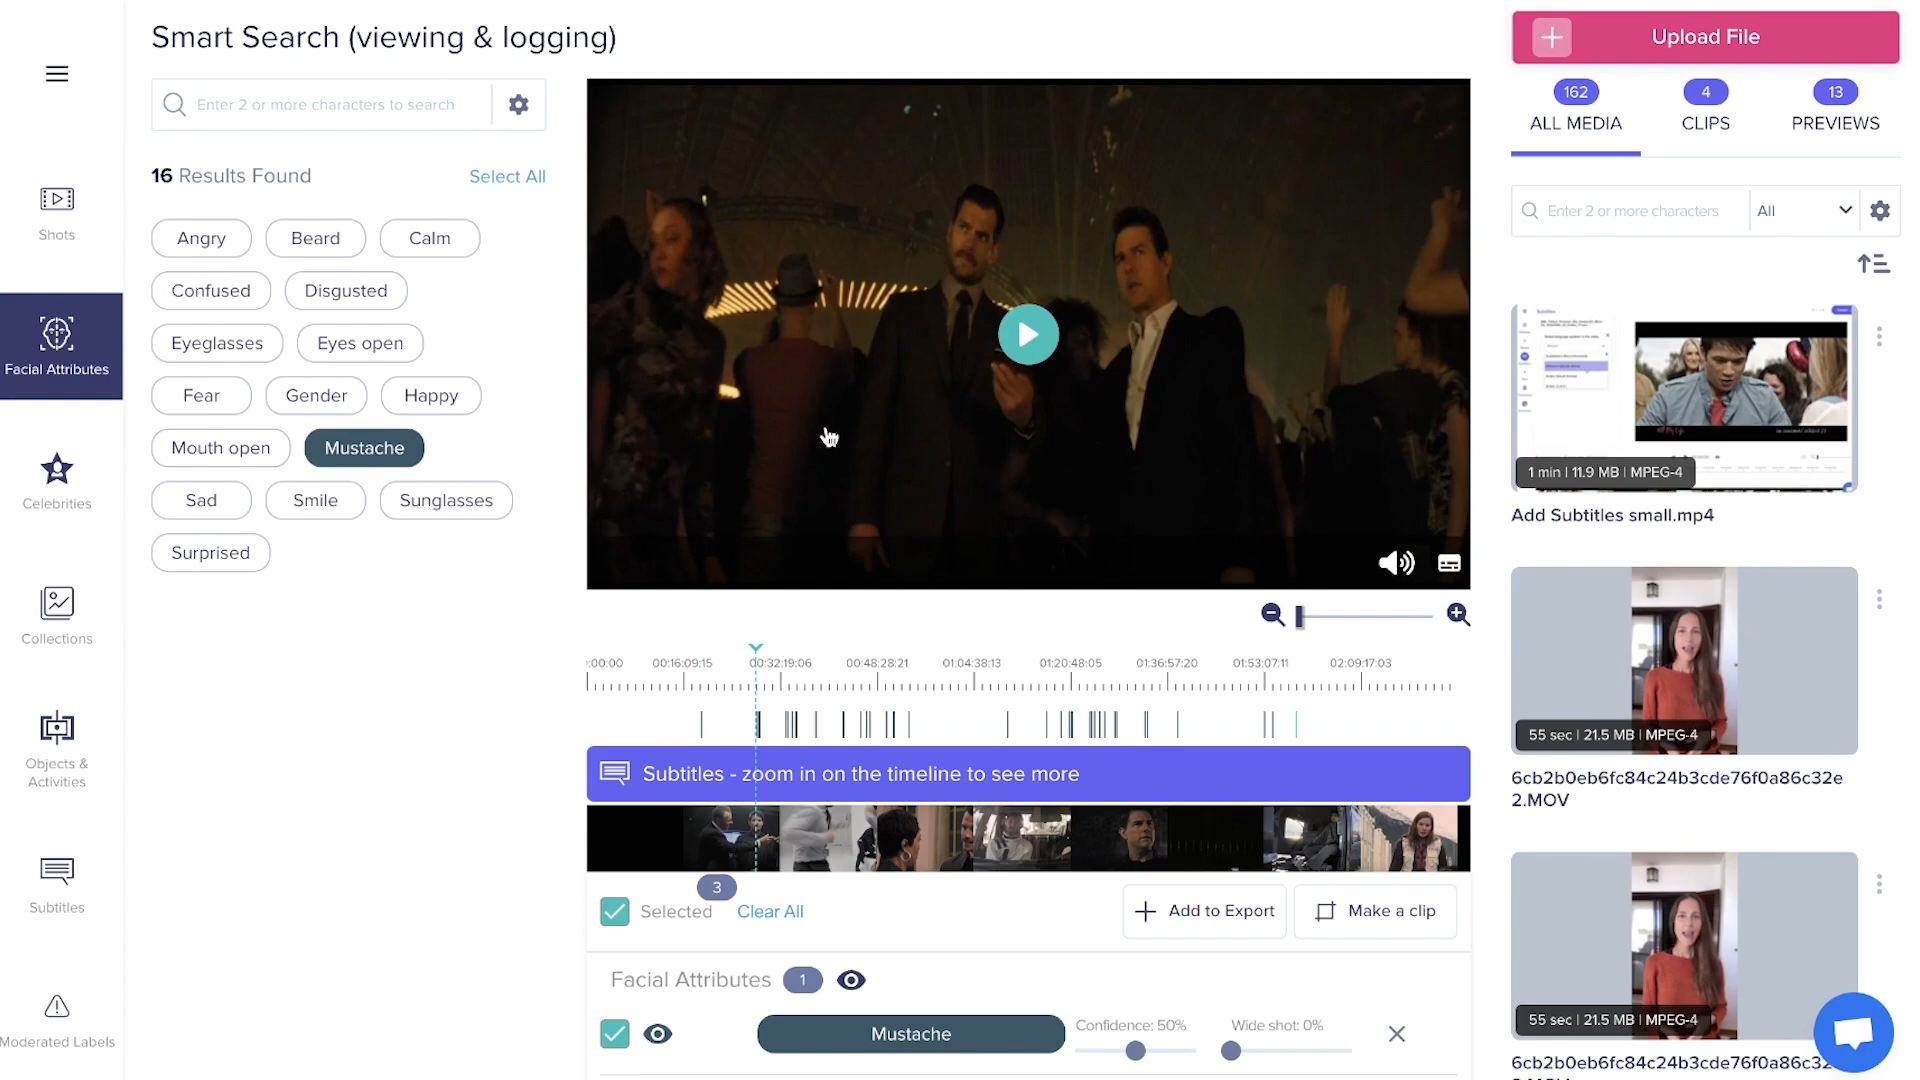 Smart Search (viewing & logging)
Enter 2 or more characters to search
16 Results Found
Select All
Angry
Beard
Calm
Confused
Disgusted
Eyeglasses
Eyes open
Fear
Gender
Happy
Mouth open
Mustache
Sad
Smile
Sunglasses
Surprised
Shots
Facial Attributes
Celebrities
Collections
Objects &
Activities
Subtitles
Moderated Labels
:00:00
00:16:09:15
00:32:19:06
00:48:28:21
01:04:38:13
01:20:48:05
01:36:57:20
01:53:07:11
02:09:17:03
Subtitles - zoom in on the timeline to see more
3
Selected
Clear All
Add to Export
Make a clip
Facial Attributes
1
Mustache
Confidence: 50%
Wide shot: 0%
Upload File
162
ALL MEDIA
4
CLIPS
13
PREVIEWS
Enter 2 or more characters
All
1 min | 11.9 MB | MPEG-4
Add Subtitles small.mp4
55 sec | 21.5 MB | MPEG-4
6cb2b0eb6fc84c24b3cde76f0a86c32e
2.MOV
55 sec | 21.5 MB | MPEG-4
6cb2b0eb6fc84c24b3cde76f0a86c32